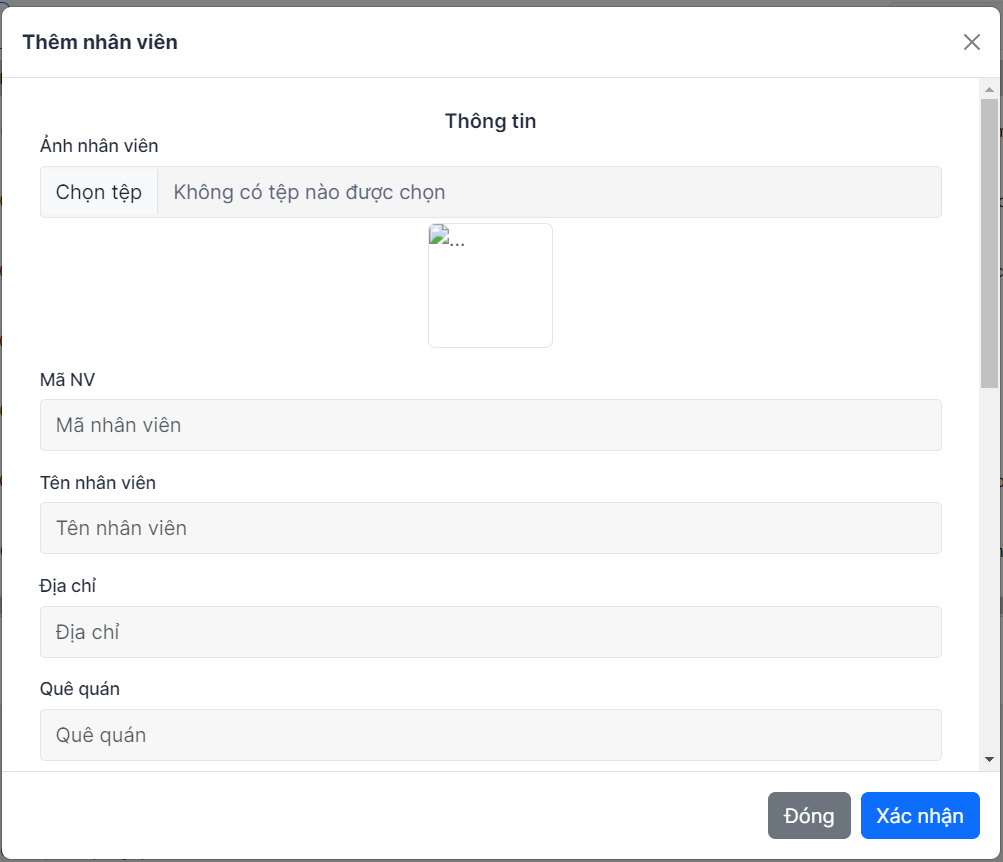 Thêm nhân viên
Thông tin
Ảnh nhân viên
Chọn tệp Không có tệp nào được chọn
...
Mã NV
Mã nhân viên
Tên nhân viên
Tên nhân viên
Địa chỉ
Địa chỉ
Quê quán
Quê quán
Đóng Xác nhận